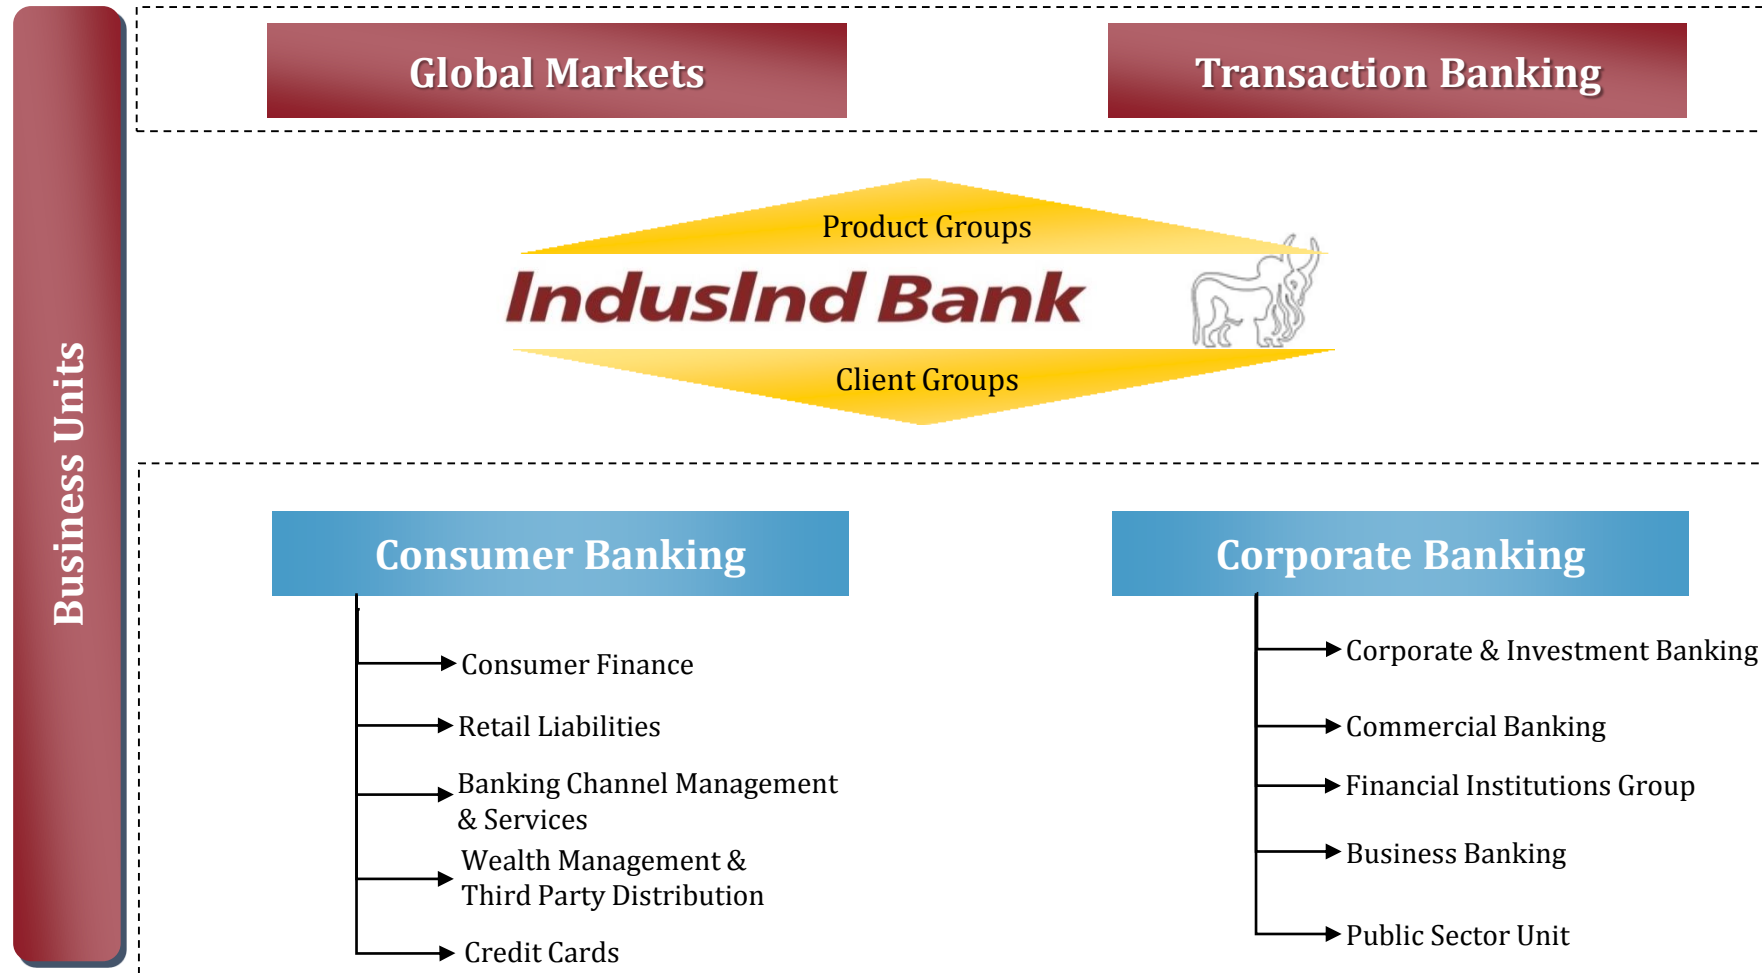 Business Units
Global Markets
Transaction Banking
Product Groups
IndusInd Bank
Client Groups
Consumer Banking
Consumer Finance
Retail Liabilities
Banking Channel Management
& Services
Wealth Management &
Third Party Distribution
Credit Cards
Corporate Banking
Corporate & Investment Banking
Commercial Banking
Financial Institutions Group
Business Banking
Public Sector Unit